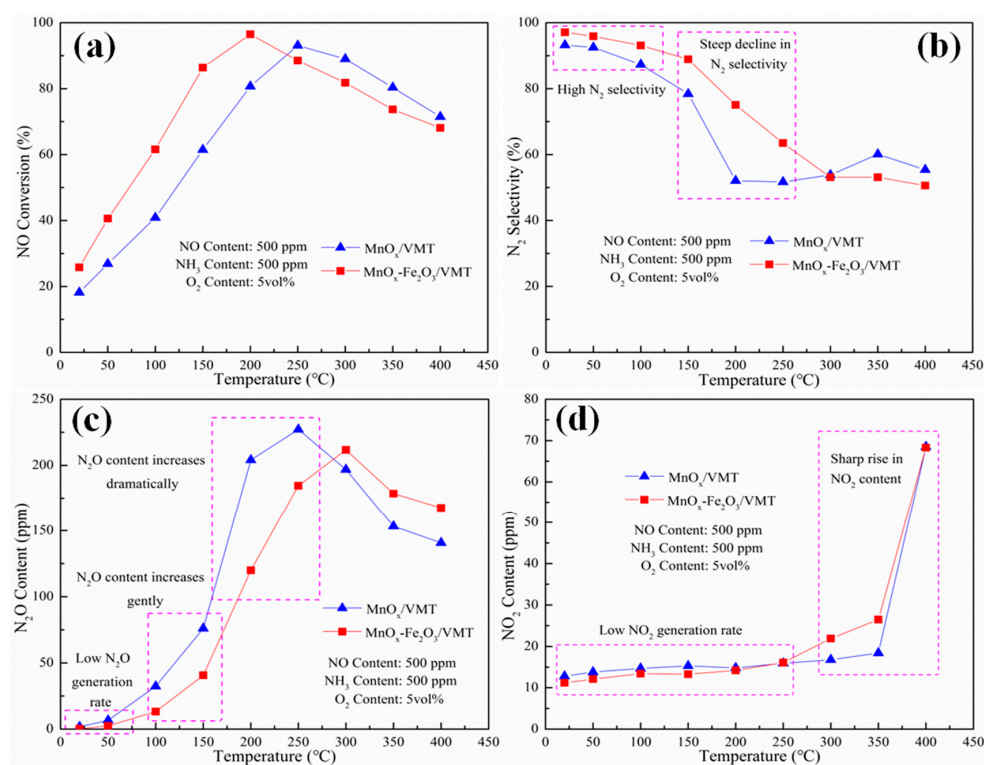 (a)
NO Conversion (%)
100
80
60
40
20
0
NO Content: 500 ppm
NH3 Content: 500 ppm
O2 Content: 5vol%
MnOx/VMT
MnOx-Fe2O3/VMT
0 50 100 150 200 250 300 350 400 450
Temperature (℃)
(b)
N2 Selectivity (%)
100
80
60
40
20
0
High N2 selectivity
Steep decline in
N2 selectivity
NO Content: 500 ppm
NH3 Content: 500 ppm
O2 Content: 5vol%
MnOx/VMT
MnOx-Fe2O3/VMT
0 50 100 150 200 250 300 350 400 450
Temperature (℃)
(c)
N2O Content (ppm)
250
200
150
100
50
0
N2O content increases
dramatically
N2O content increases
gently
Low N2O
generation
rate
MnOx/VMT
MnOx-Fe2O3/VMT
NO Content: 500 ppm
NH3 Content: 500 ppm
O2 Content: 5vol%
0 50 100 150 200 250 300 350 400 450
Temperature (℃)
(d)
NO2 Content (ppm)
80
70
60
50
40
30
20
10
0
MnOx/VMT
MnOx-Fe2O3/VMT
NO Content: 500 ppm
NH3 Content: 500 ppm
O2 Content: 5vol%
Sharp rise in
NO2 content
Low NO2 generation rate
0 50 100 150 200 250 300 350 400 450
Temperature (℃)